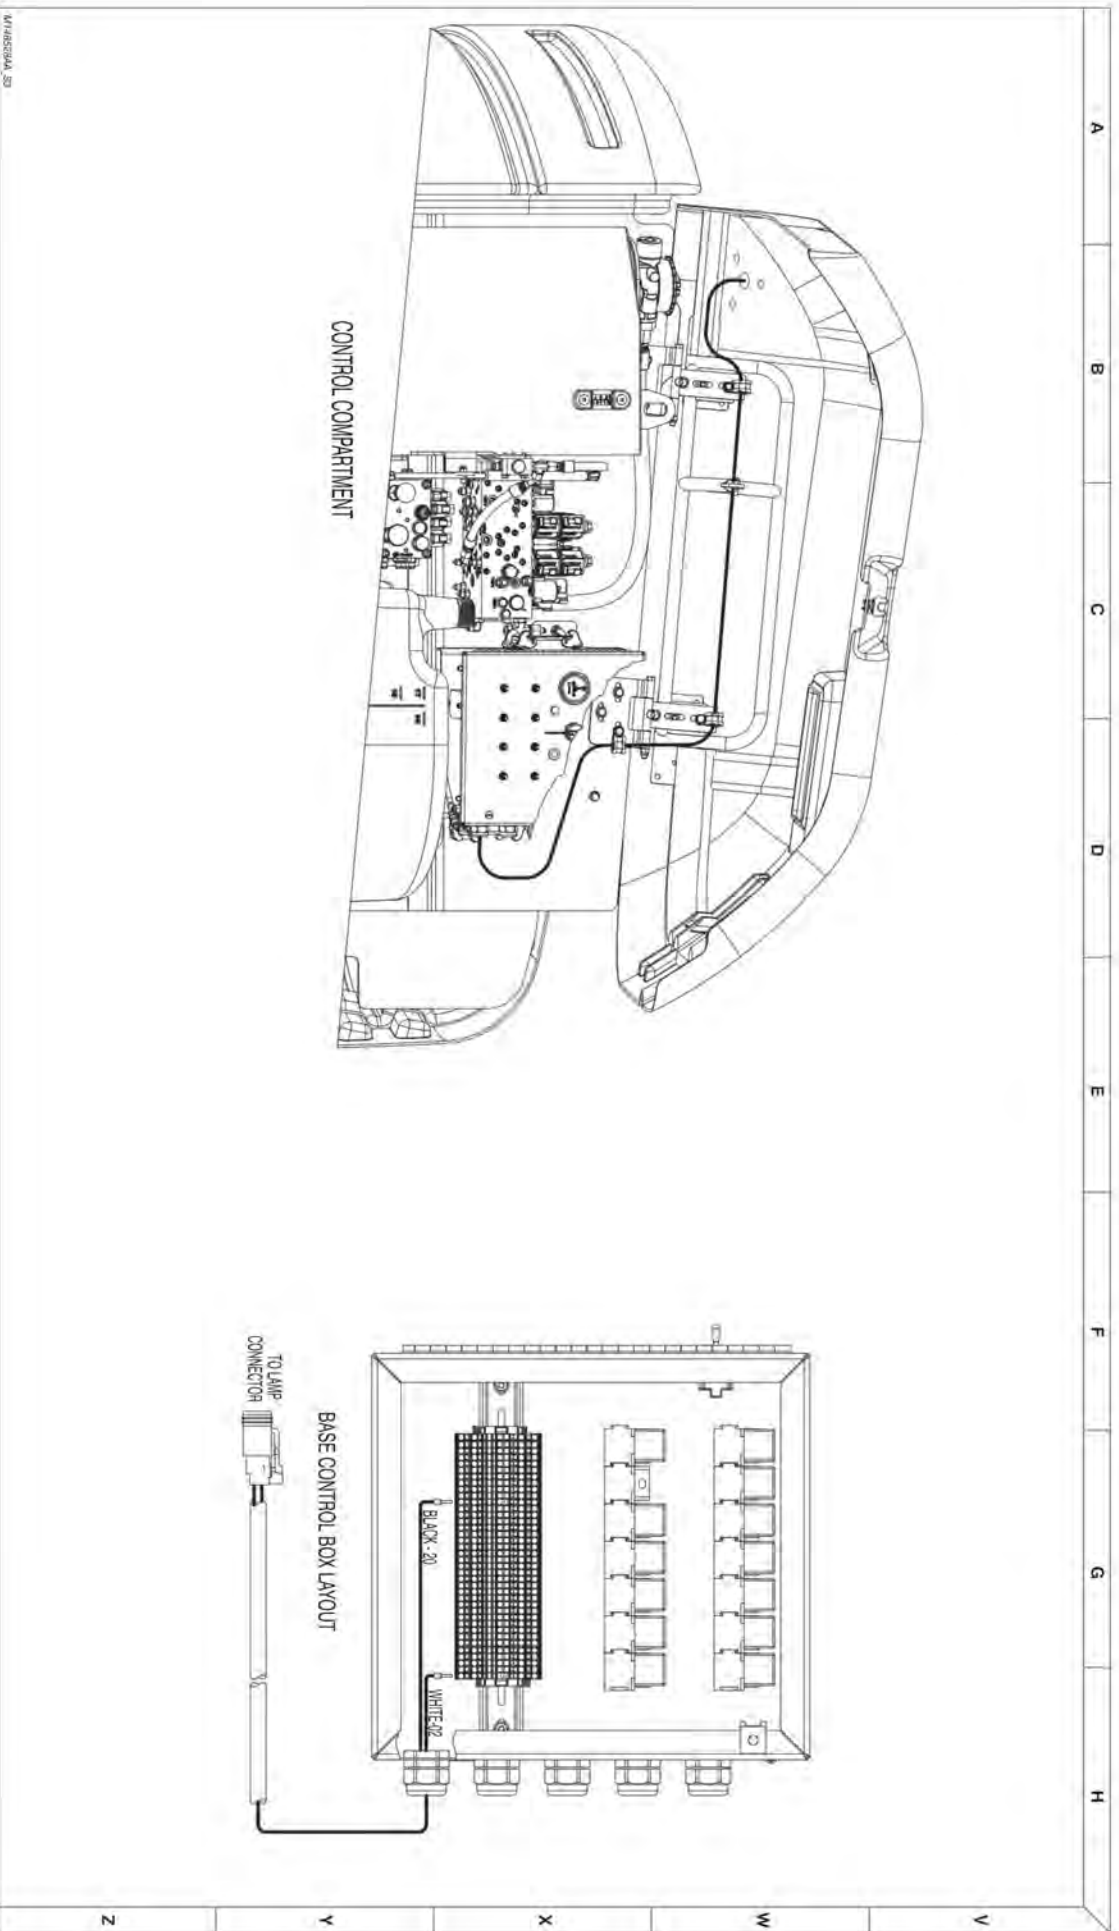 A
B
C
D
E
F
G
H
V
W
X
Y
Z
CONTROL COMPARTMENT
BLACK - 20
WHITE-02
BASE CONTROL BOX LAYOUT
TO LAMP
CONNECTOR